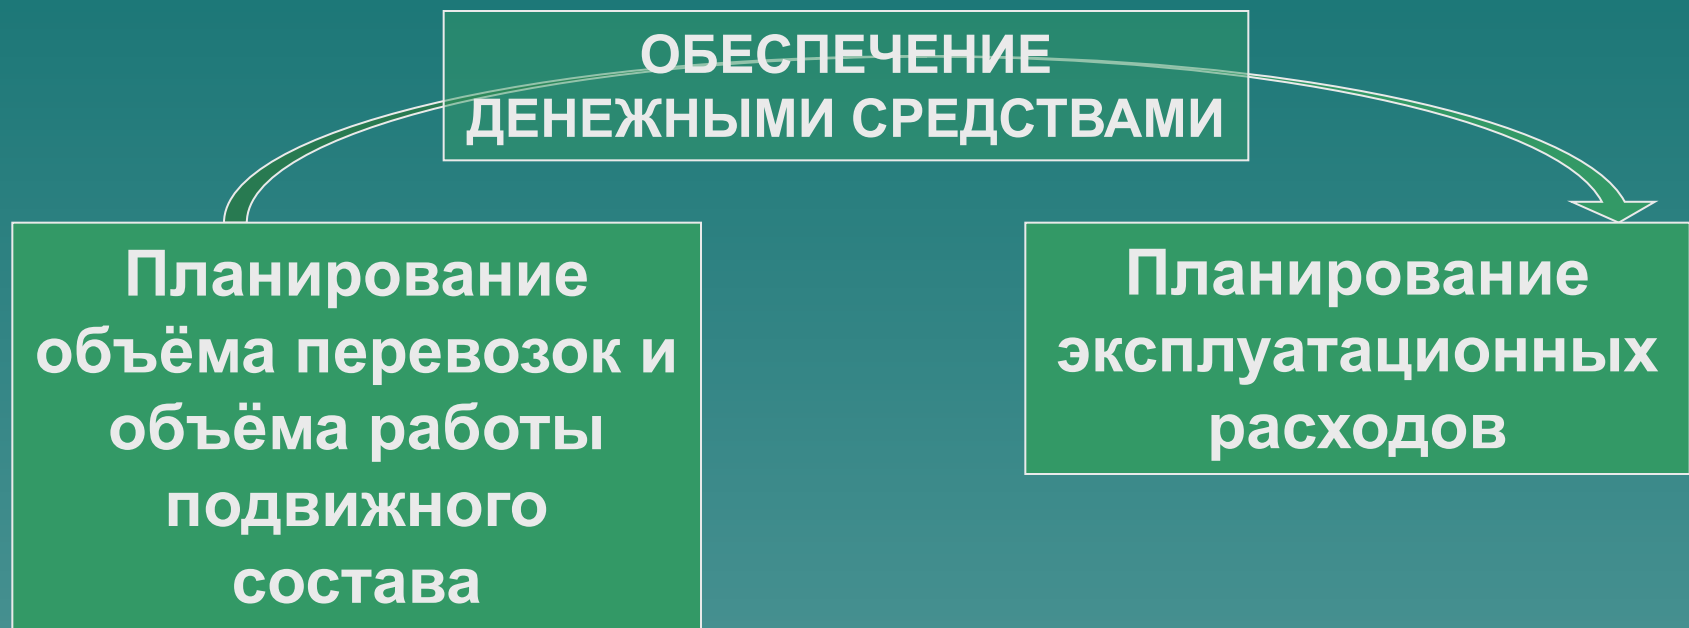 ОБЕСПЕЧЕНИЕ
ДЕНЕЖНЫМИ СРЕДСТВАМИ
Планирование
объёма перевозок и
объёма работы
подвижного
состава
Планирование
эксплуатационных
расходов